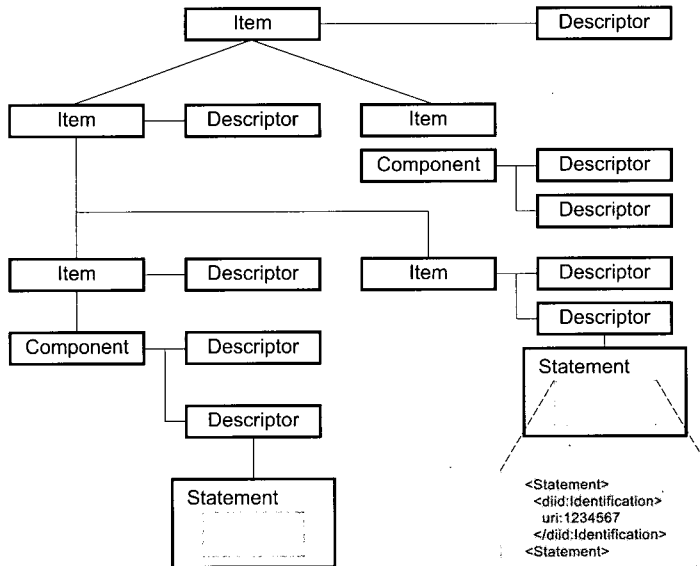 Item
Descriptor
Item
Descriptor
Item
Component
Descriptor
Descriptor
Item
Descriptor
Item
Descriptor
Descriptor
Component
Descriptor
Descriptor
Statement
Statement
<Statement>
<diid:Identification>
uri:1234567
</diid:Identification>
<Statement>